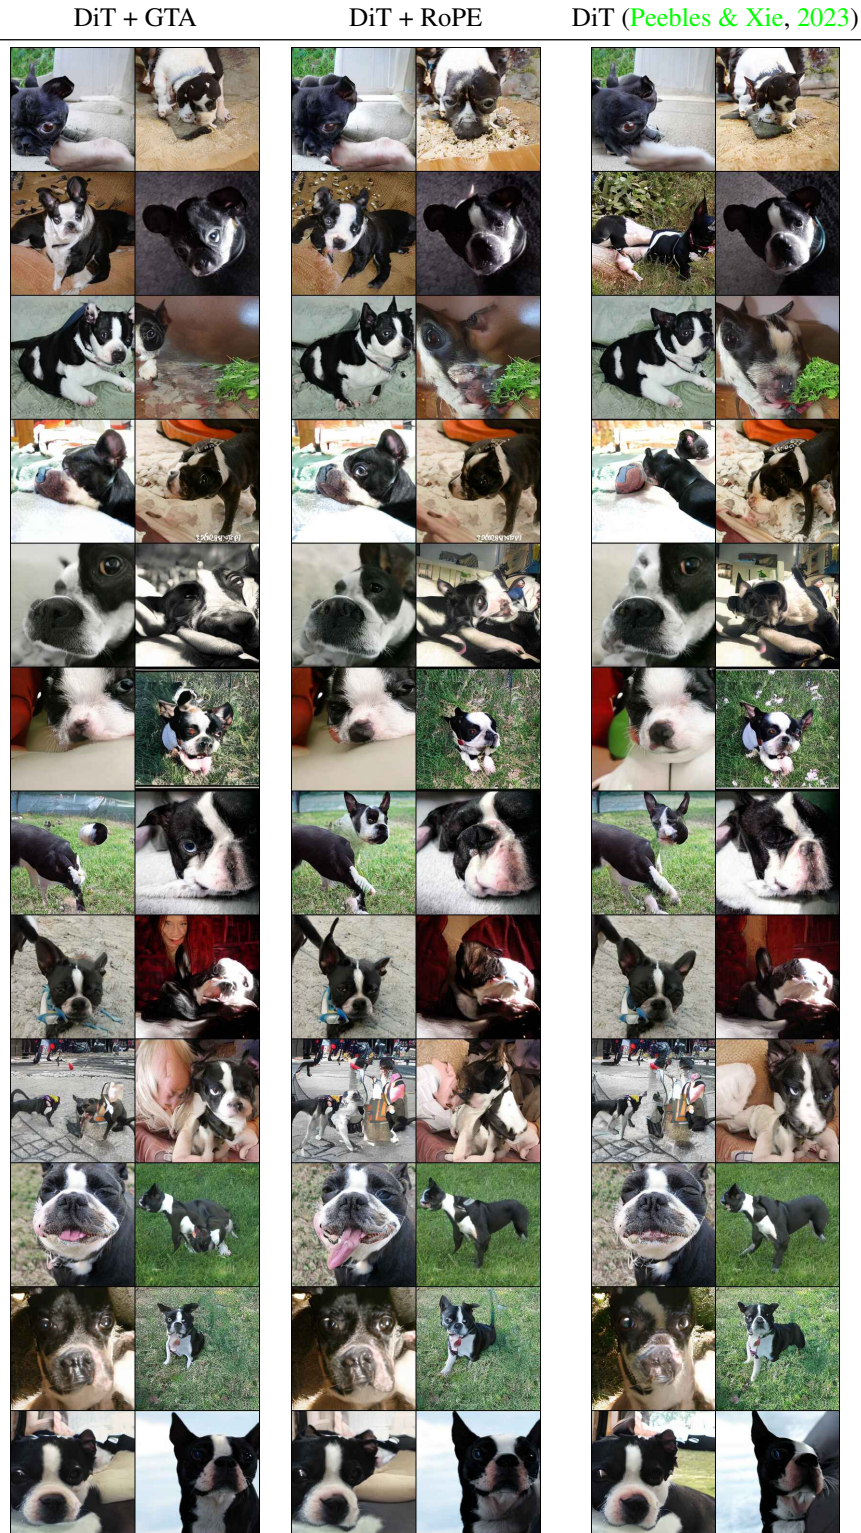 DiT + GTA DiT + RoPE DiT (Peebles & Xie, 2023)